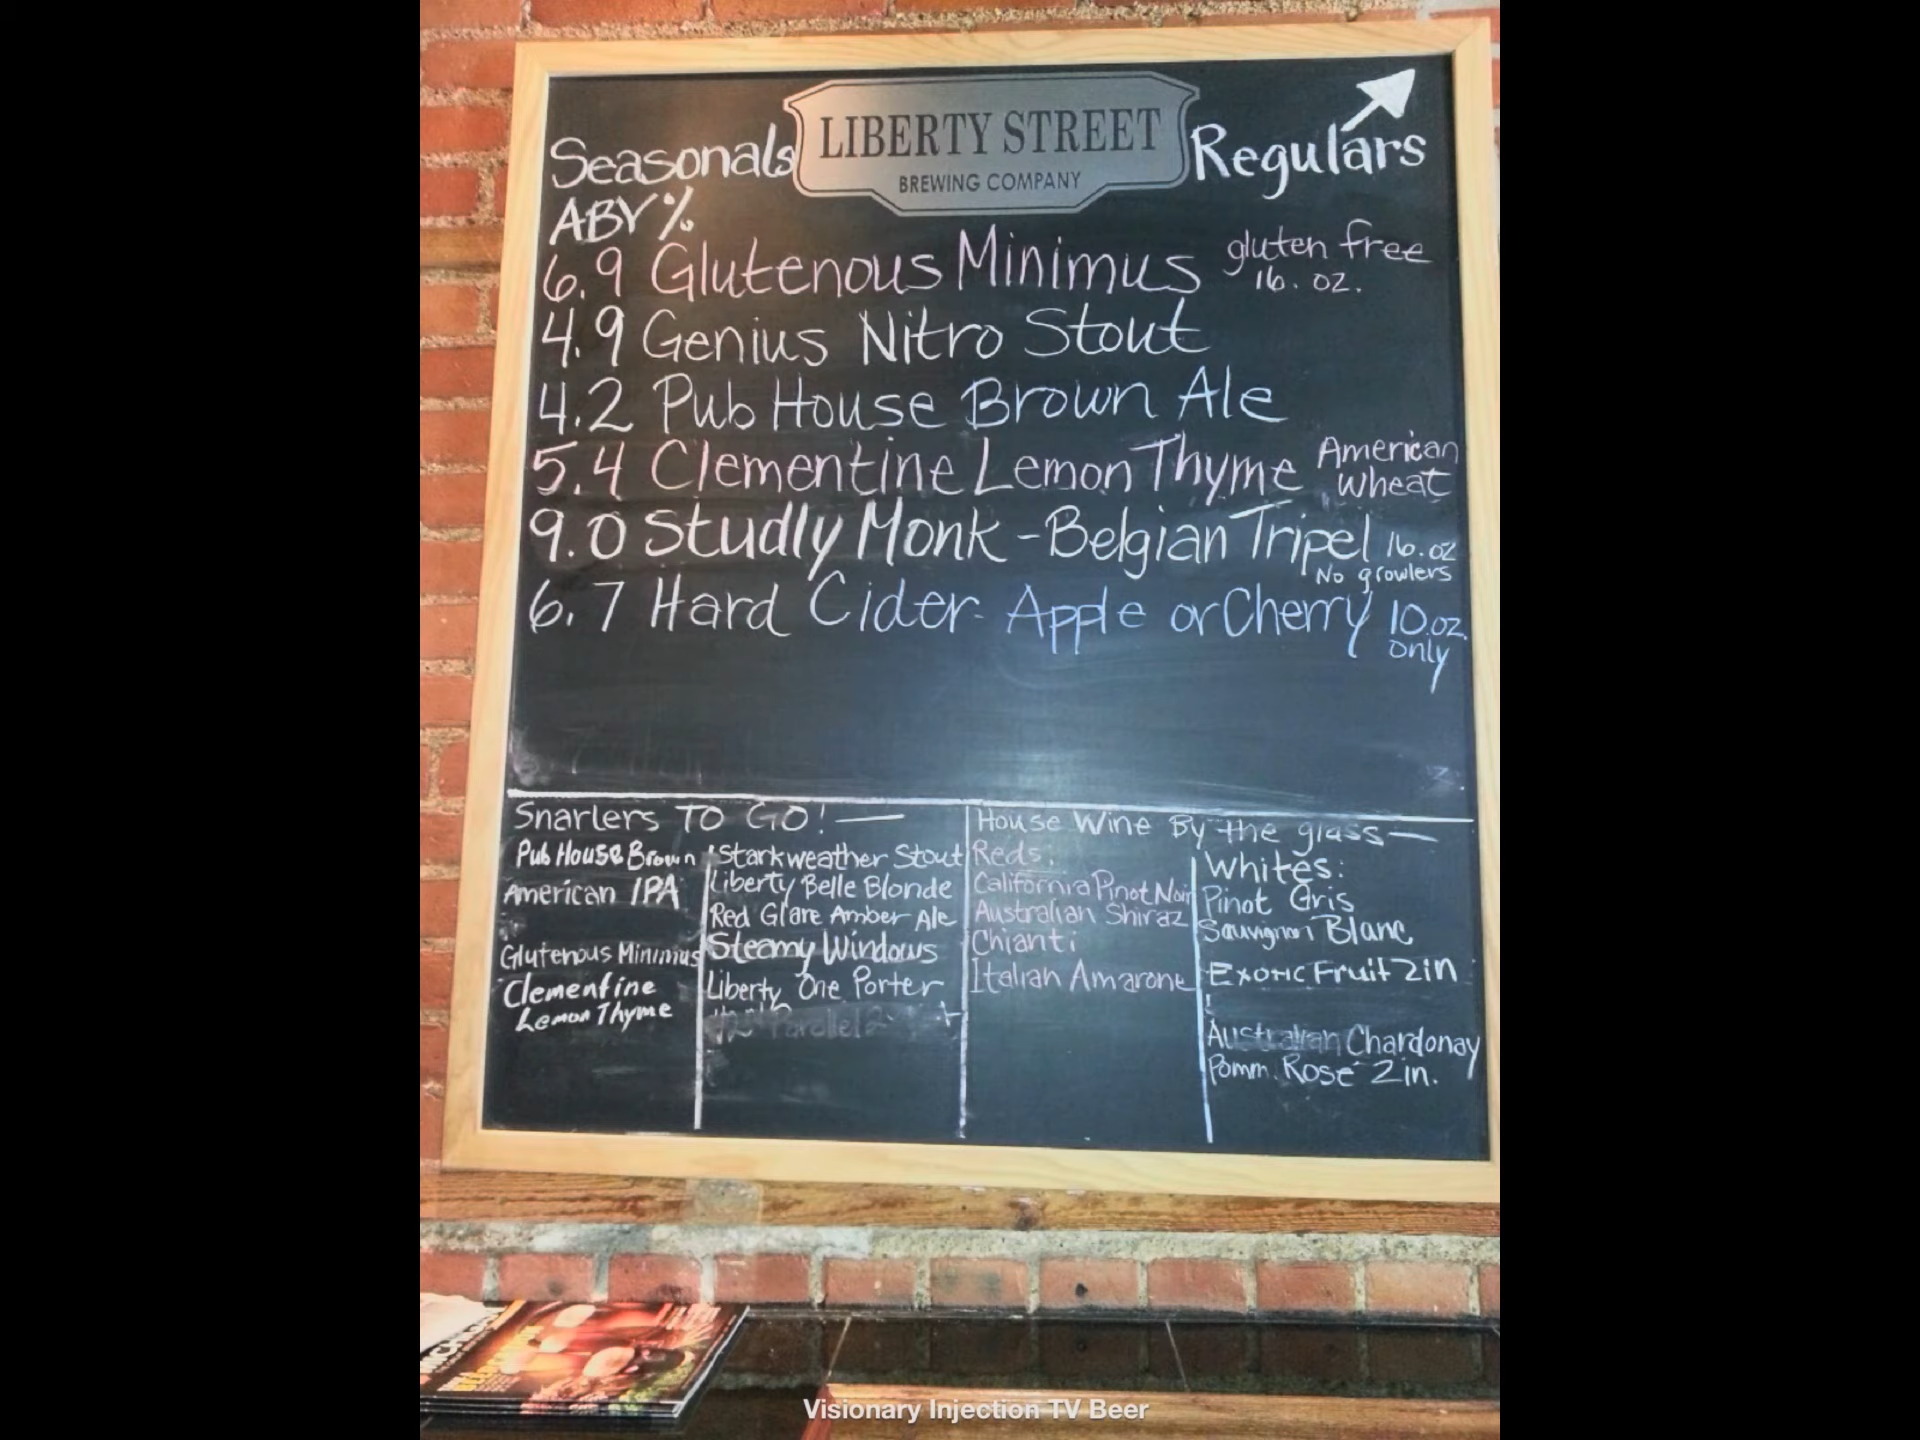 LIBERTY STREET
BREWING COMPANY
Seasonals
Regulars
ABV %
6.9 Glutenous Minimus gluten free 16. oz.
4.9 Genius Nitro Stout
4.2 Pub House Brown Ale
5.4 Clementine Lemon Thyme American Wheat
9.0 Studly Monk - Belgian Tripel 16. oz
No growlers
6.7 Hard Cider - Apple or Cherry 10.oz. only
Snarlers TO GO!
Pub House Brown
American IPA
Glutenous Minimus
Clementine
Lemon Thyme
Starkweather Stout
Liberty Belle Blonde
Red Glare Amber Ale
Steamy Windows
Liberty One Porter
House Wine By the glass
Reds:
California Pinot Noir
Australian Shiraz
Chianti
Italian Amarone
Whites:
Pinot Gris
Sauvignon Blanc
Exotic Fruit Zin
Australian Chardonay
Pomm. Rosé Zin.
Visionary Injection TV Beer